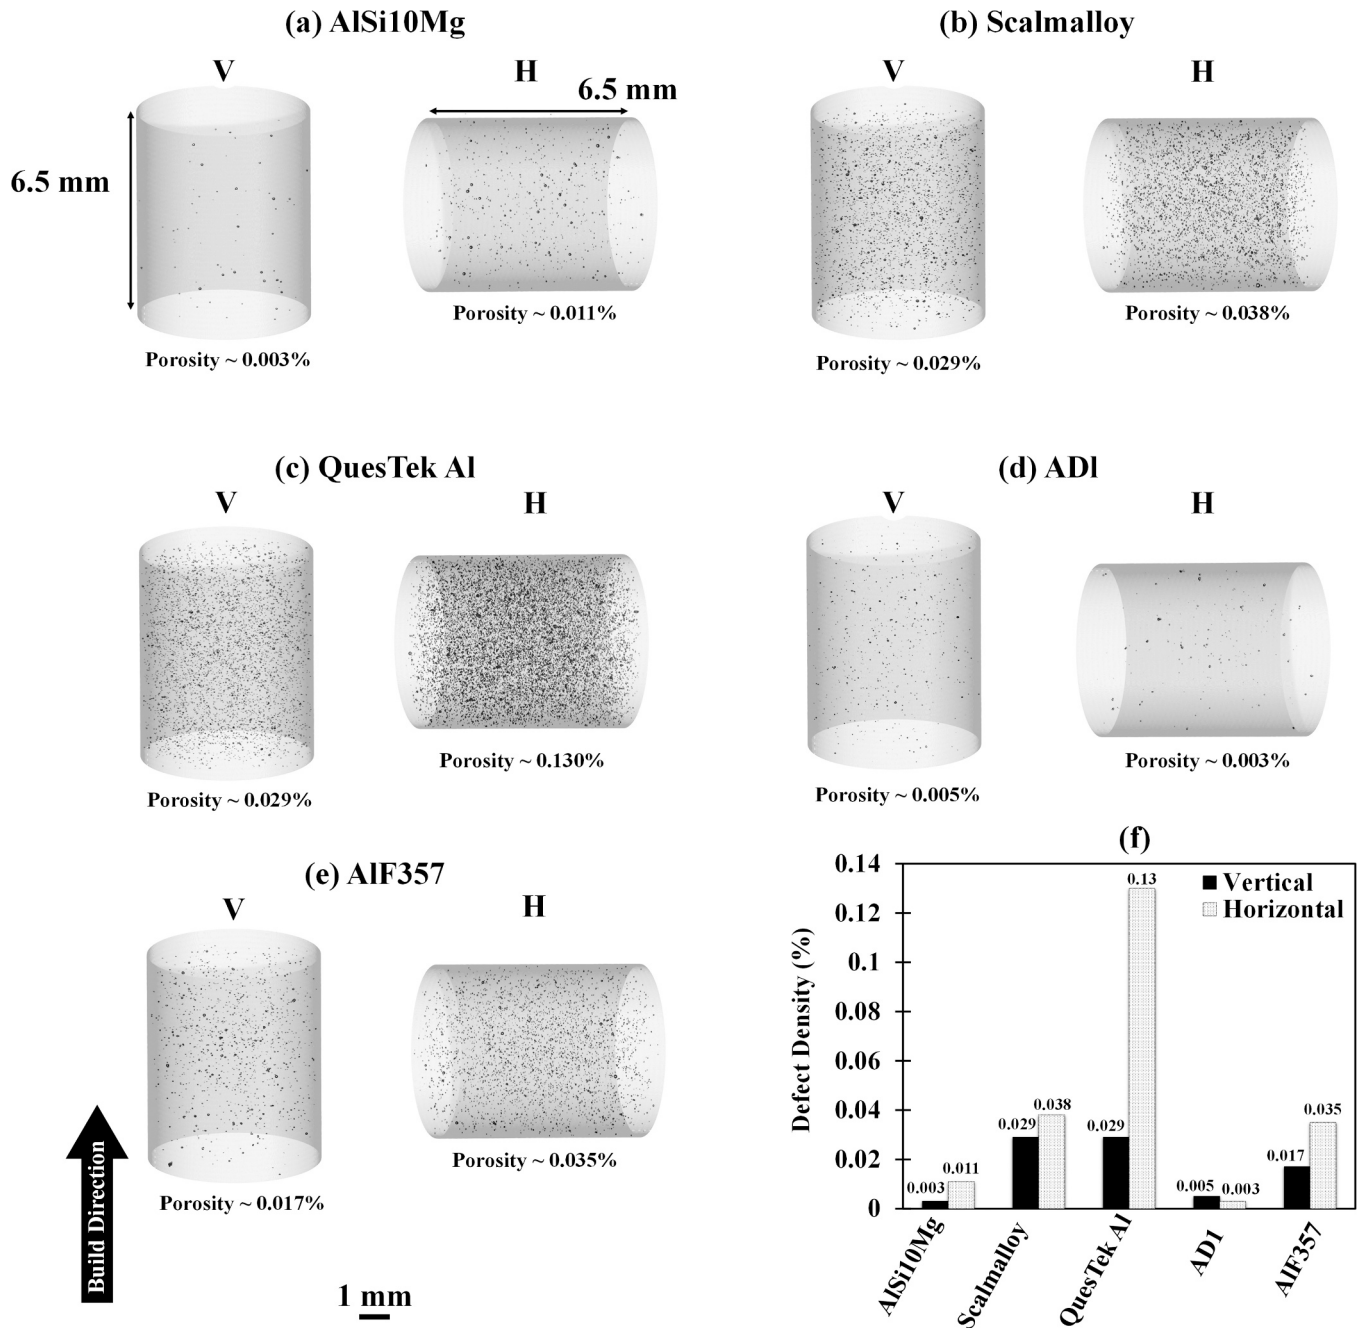 (a) AlSi10Mg
V
H
6.5 mm
6.5 mm
Porosity ~ 0.003%
Porosity ~ 0.011%
(b) Scalmalloy
V
H
Porosity ~ 0.029%
Porosity ~ 0.038%
(c) QuesTek Al
V
H
Porosity ~ 0.029%
Porosity ~ 0.130%
(d) ADl
V
H
Porosity ~ 0.005%
Porosity ~ 0.003%
(e) AlF357
V
H
Porosity ~ 0.017%
Porosity ~ 0.035%
Build Direction
1 mm
(f)
Defect Density (%)
0.14
0.12
0.1
0.08
0.06
0.04
0.02
0
Vertical
Horizontal
0.003
0.011
0.029
0.038
0.029
0.13
0.005
0.003
0.017
0.035
AlSi10Mg
Scalmalloy
QuesTek Al
AD1
AlF357